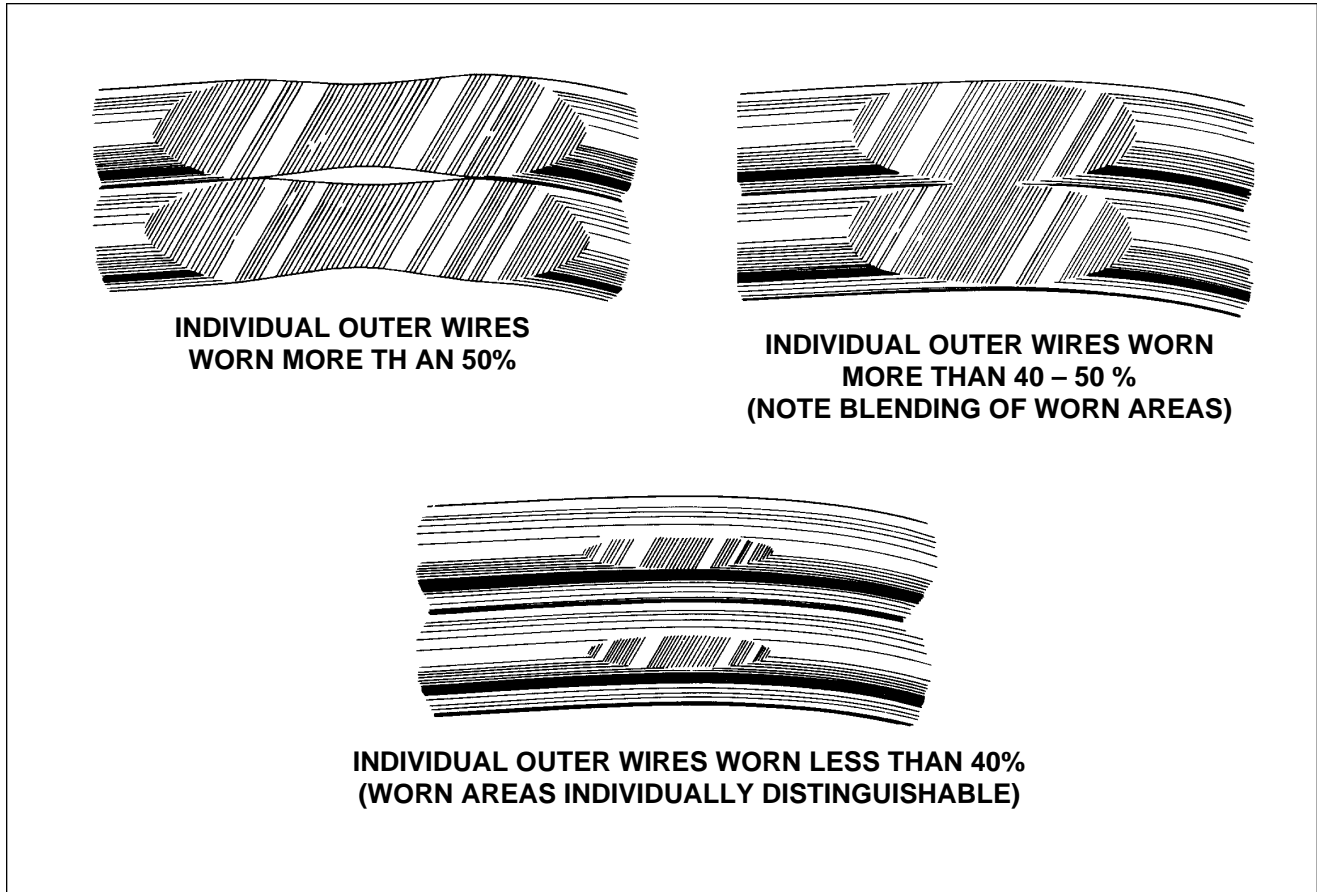 INDIVIDUAL OUTER WIRES
WORN MORE TH AN 50%
INDIVIDUAL OUTER WIRES WORN
MORE THAN 40 – 50 %
(NOTE BLENDING OF WORN AREAS)
INDIVIDUAL OUTER WIRES WORN LESS THAN 40%
(WORN AREAS INDIVIDUALLY DISTINGUISHABLE)